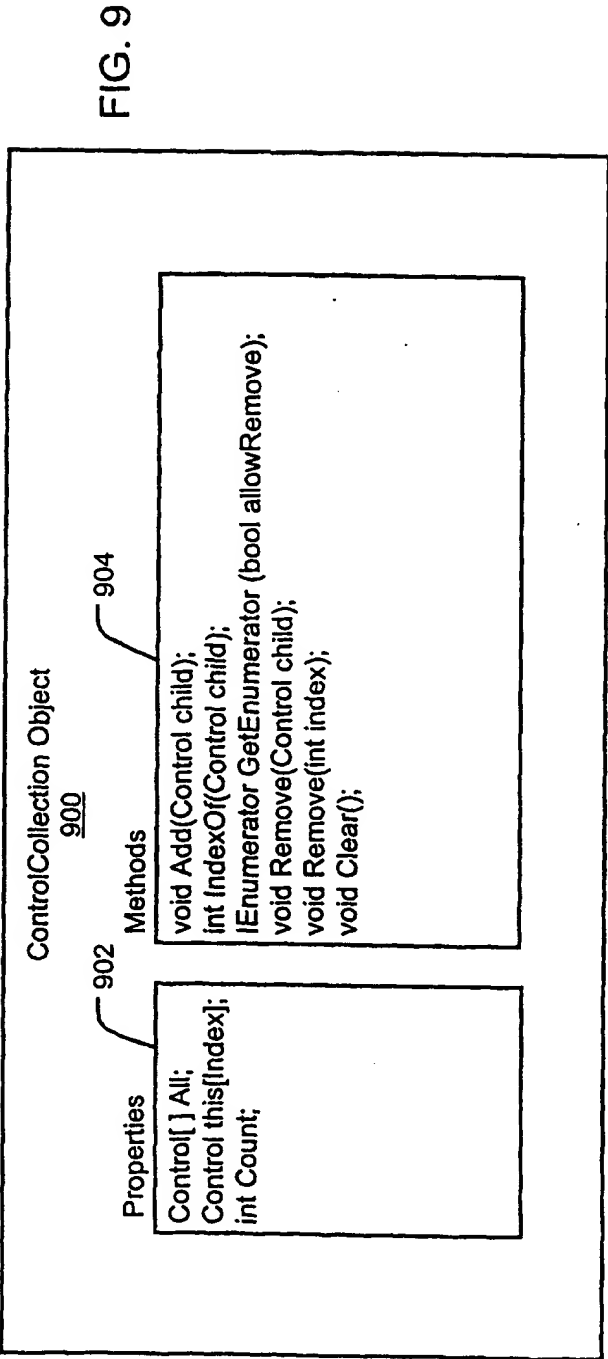 ControlCollection Object
900
Properties
902
Control[ ] All;
Control this[Index];
int Count;
Methods
904
void Add(Control child);
int IndexOf(Control child);
IEnumerator GetEnumerator (bool allowRemove);
void Remove(Control child);
void Remove(int index);
void Clear();
FIG. 9